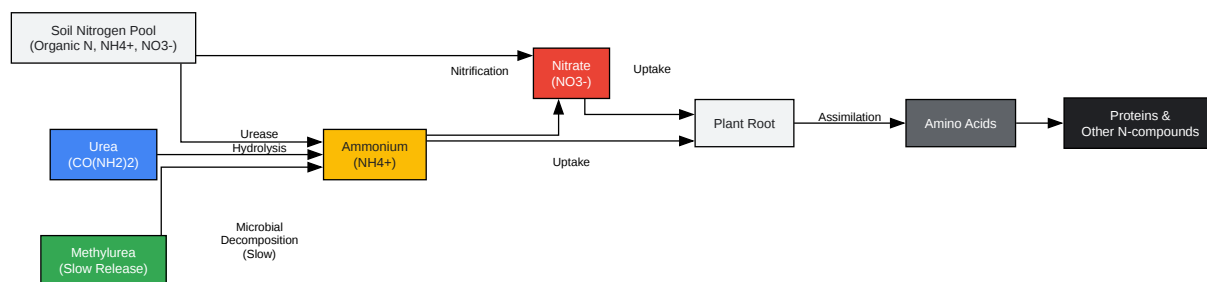 Soil Nitrogen Pool
(Organic N, NH4+, NO3-)
Nitrification
Nitrate
(NO3-)
Uptake
Urea
(CO(NH2)2)
Urease
Hydrolysis
Ammonium
(NH4+)
Uptake
Plant Root
Assimilation
Amino Acids
Proteins &
Other N-compounds
Microbial
Decomposition
(Slow)
Methylurea
(Slow Release)